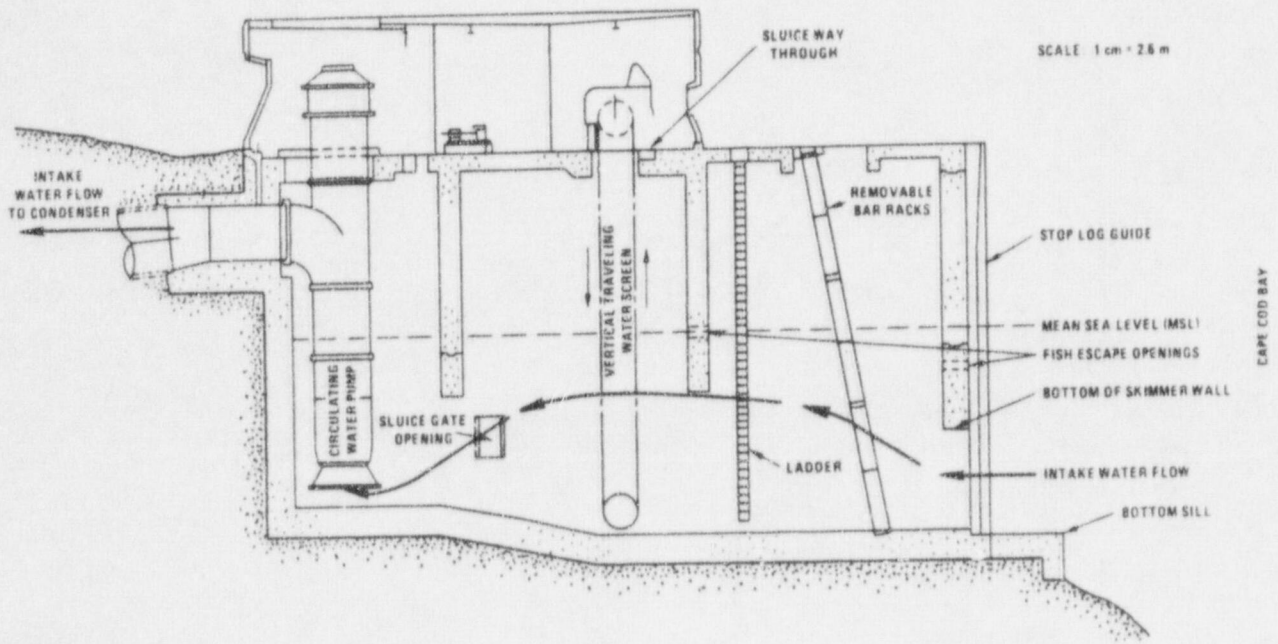 SLUICE WAY
THROUGH
SCALE: 1 cm = 2.6 m
INTAKE
WATER FLOW
TO CONDENSER
REMOVABLE
BAR RACKS
STOP LOG GUIDE
VERTICAL TRAVELING
WATER SCREEN
CAPE COD BAY
MEAN SEA LEVEL (MSL)
FISH ESCAPE OPENINGS
CIRCULATING
WATER PUMP
BOTTOM OF SKIMMER WALL
SLUICE GATE
OPENING
LADDER
INTAKE WATER FLOW
BOTTOM SILL